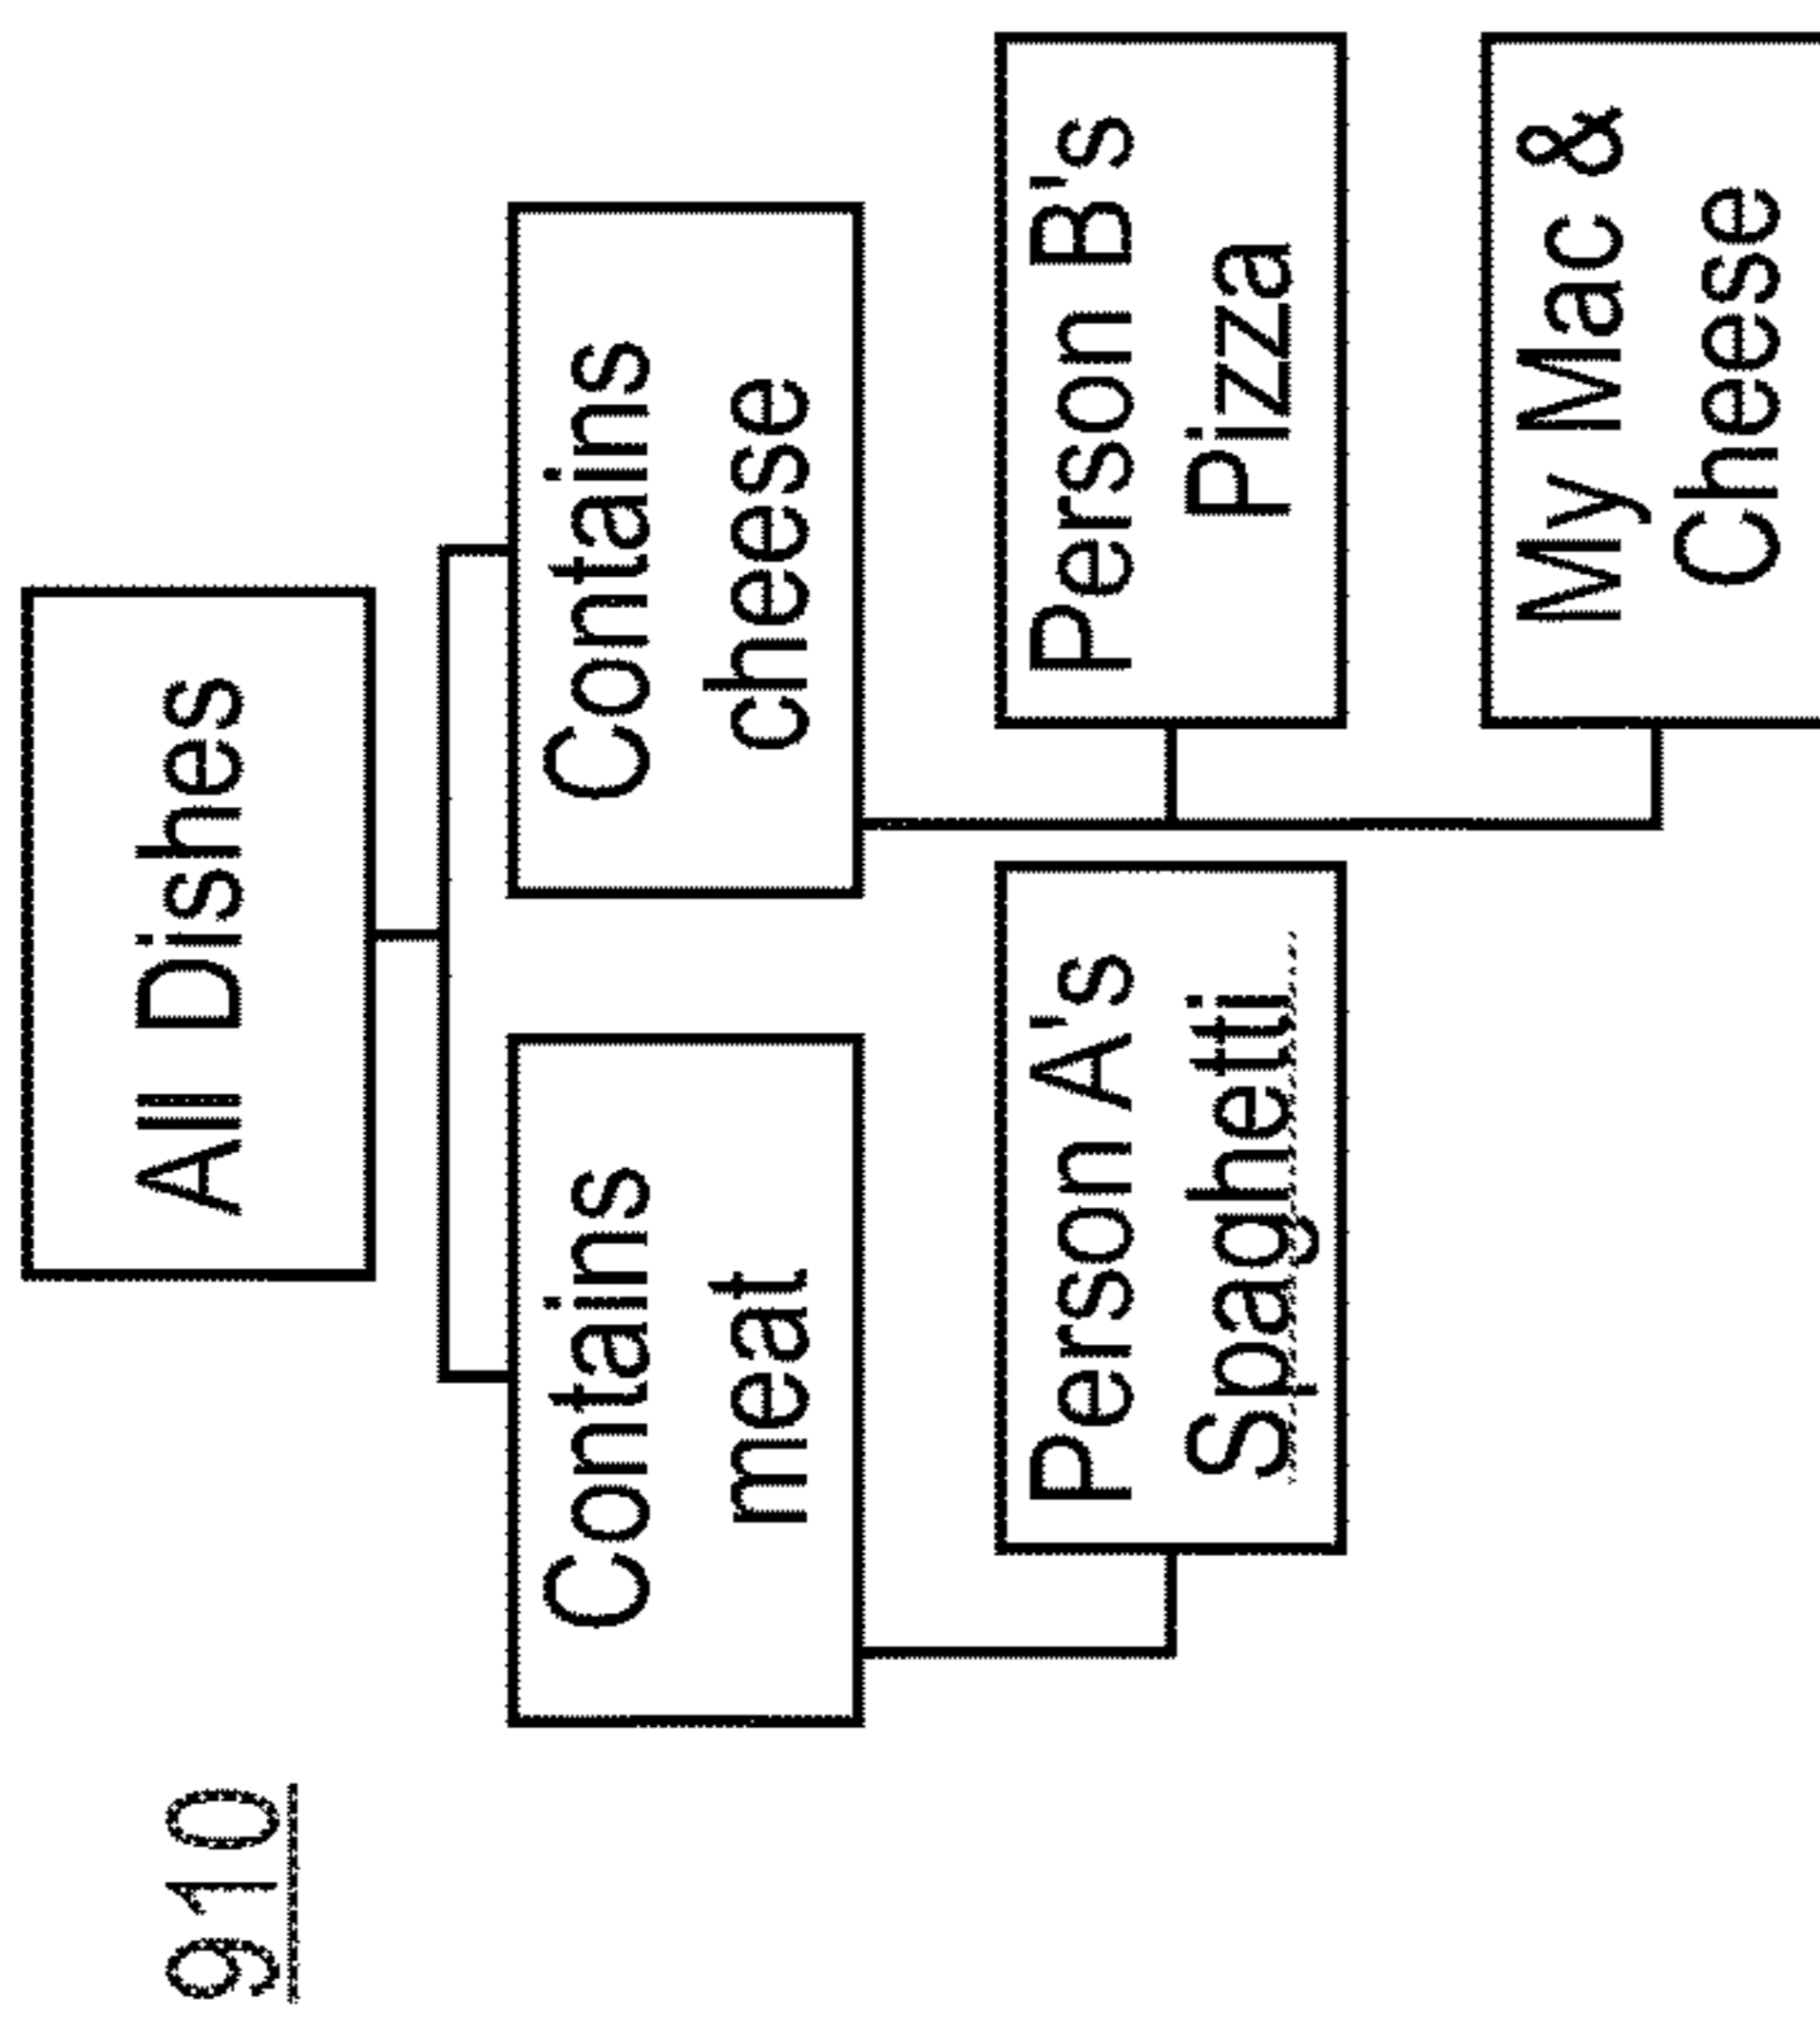 910
All Dishes
Contains
meat
Contains
cheese
Person A's
Spaghetti
Person B's
Pizza
My Mac &
Cheese